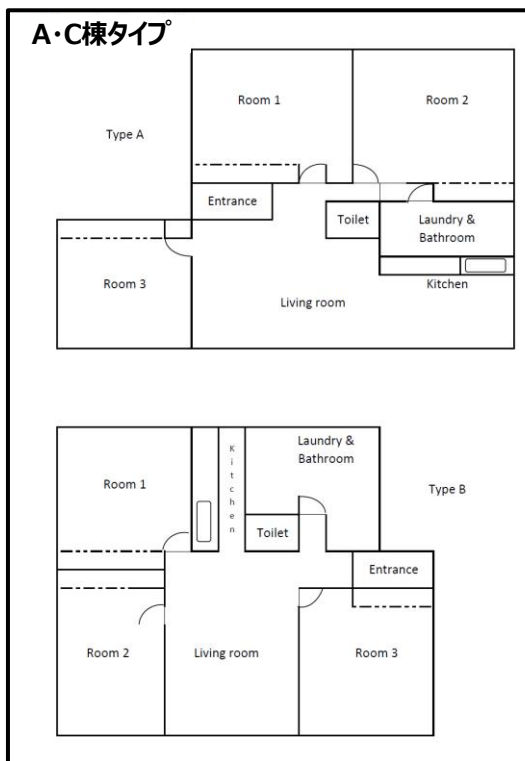 A・C棟タイプ
Room 1
Room 2
Type A
Entrance
Toilet
Laundry &
Bathroom
Room 3
Kitchen
Living room
Laundry &
Bathroom
Kitchen
Room 1
Type B
Toilet
Entrance
Room 2
Living room
Room 3